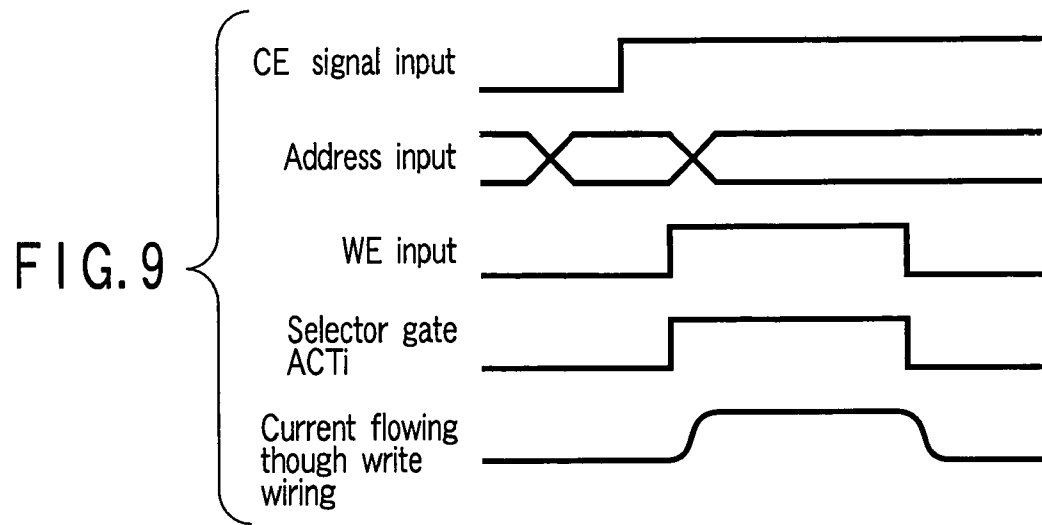 CE signal input
Address input
WE input
FIG. 9
Selector gate
ACTi
Current flowing
though write
wiring